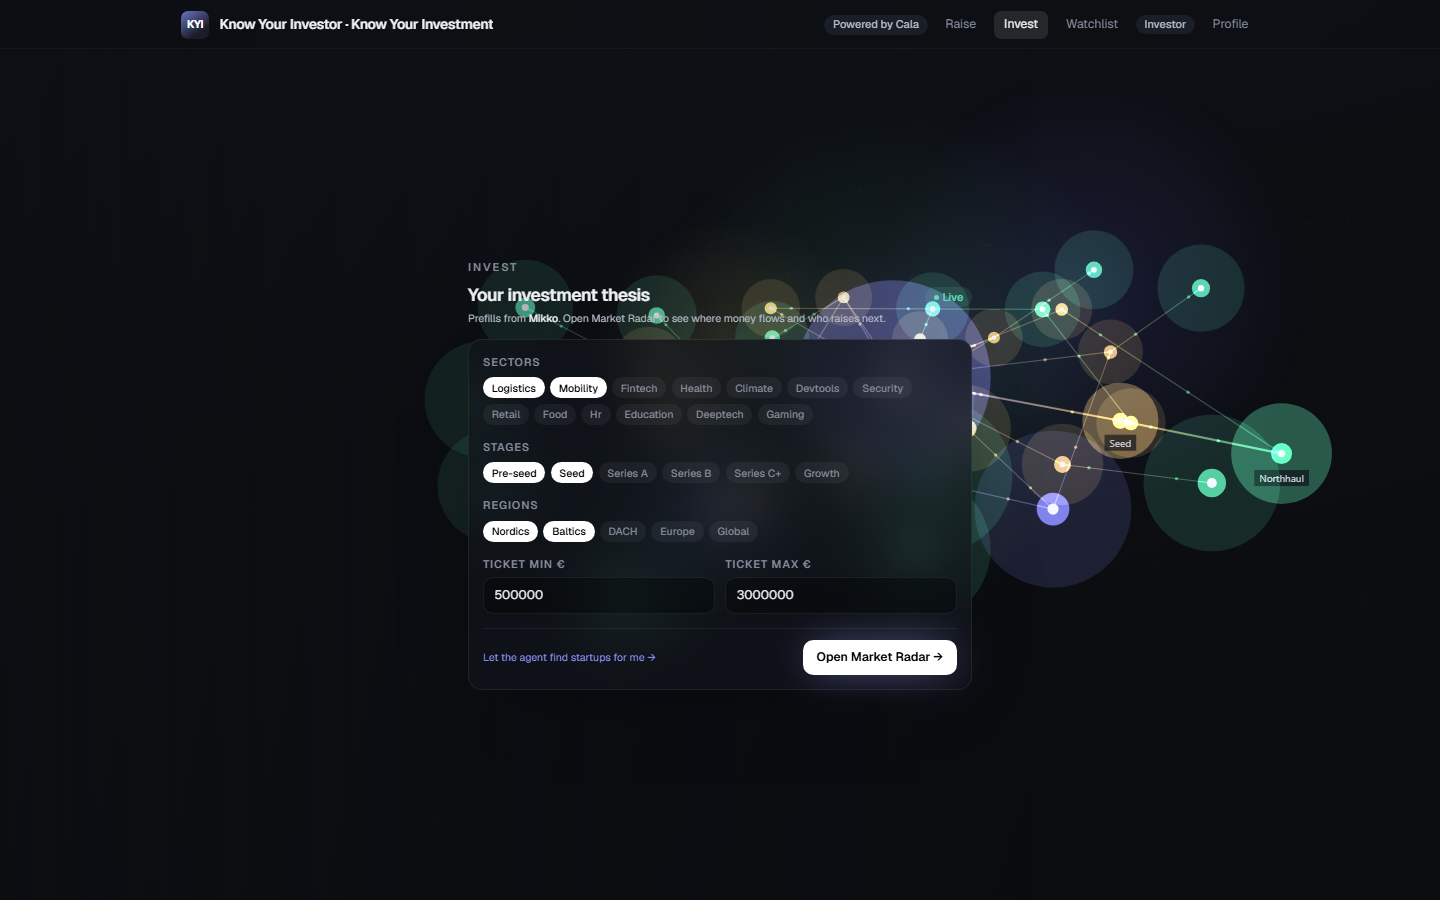 KYI Know Your Investor · Know Your Investment Powered by Cala Raise Invest Watchlist Investor Profile
INVEST
Your investment thesis
Live
Prefills from Mikko. Open Market Radar to see where money flows and who raises next.
SECTORS
Logistics Mobility Fintech Health Climate Devtools Security
Retail Food Hr Education Deeptech Gaming
STAGES
Pre-seed Seed Series A Series B Series C+ Growth
REGIONS
Nordics Baltics DACH Europe Global
TICKET MIN € TICKET MAX €
500000 3000000
Let the agent find startups for me → Open Market Radar →
Seed
Northhaul